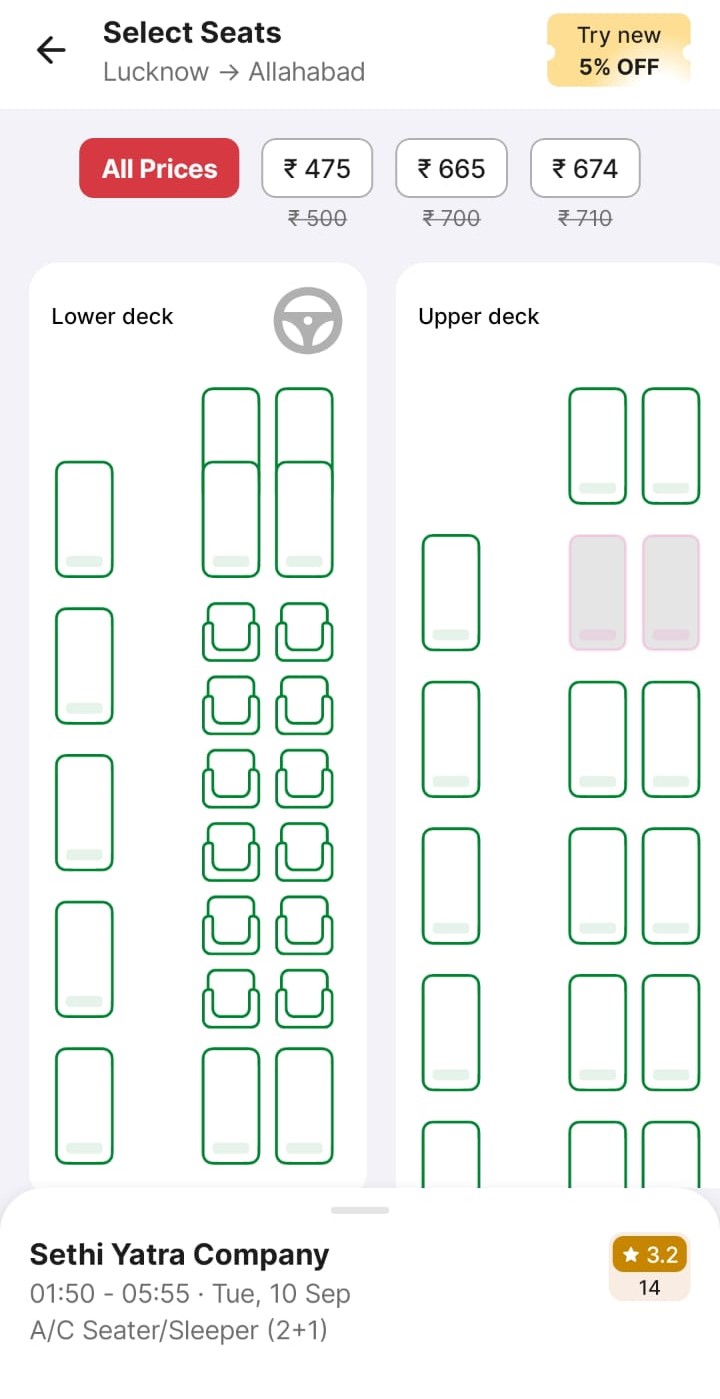 Select Seats
Lucknow → Allahabad
Try new
5% OFF
All Prices
₹ 475
₹ 665
₹ 674
₹ 500
₹ 700
₹ 710
Lower deck
Upper deck
Sethi Yatra Company
01:50 - 05:55 · Tue, 10 Sep
A/C Seater/Sleeper (2+1)
★ 3.2
14